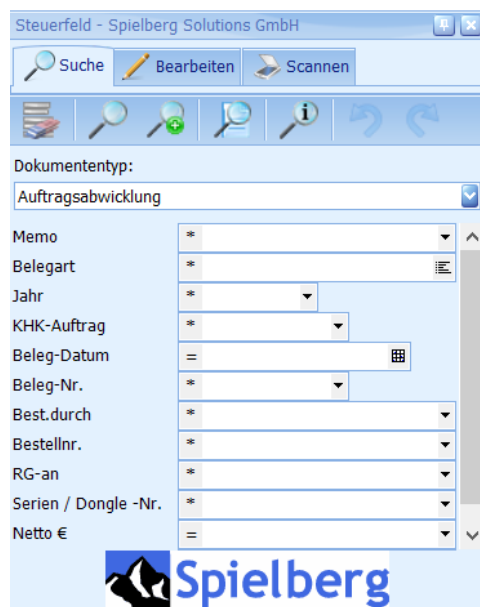 Steuerfeld - Spielberg Solutions GmbH
Suche Bearbeiten Scannen
Dokumententyp:
Auftragsabwicklung
Memo *
Belegart *
Jahr *
KHK-Auftrag *
Beleg-Datum =
Beleg-Nr. *
Best.durch *
Bestellnr. *
RG-an *
Serien / Dongle -Nr. *
Netto € =
Spielberg